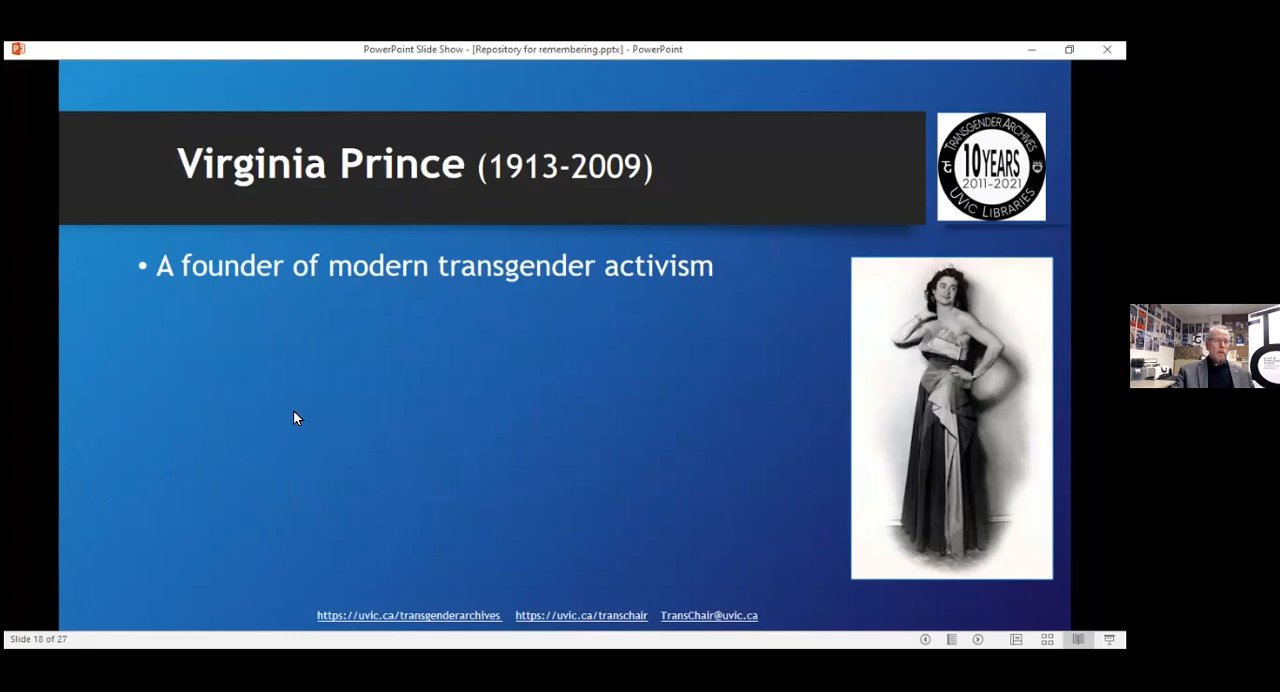 PowerPoint Slide Show - [Repository for remembering.pptx] - PowerPoint
Virginia Prince (1913-2009)
TRANSGENDER ARCHIVES
10 YEARS
2011-2021
UVIC LIBRARIES
• A founder of modern transgender activism
https://uvic.ca/transgenderarchives https://uvic.ca/transchair TransChair@uvic.ca
Slide 18 of 27